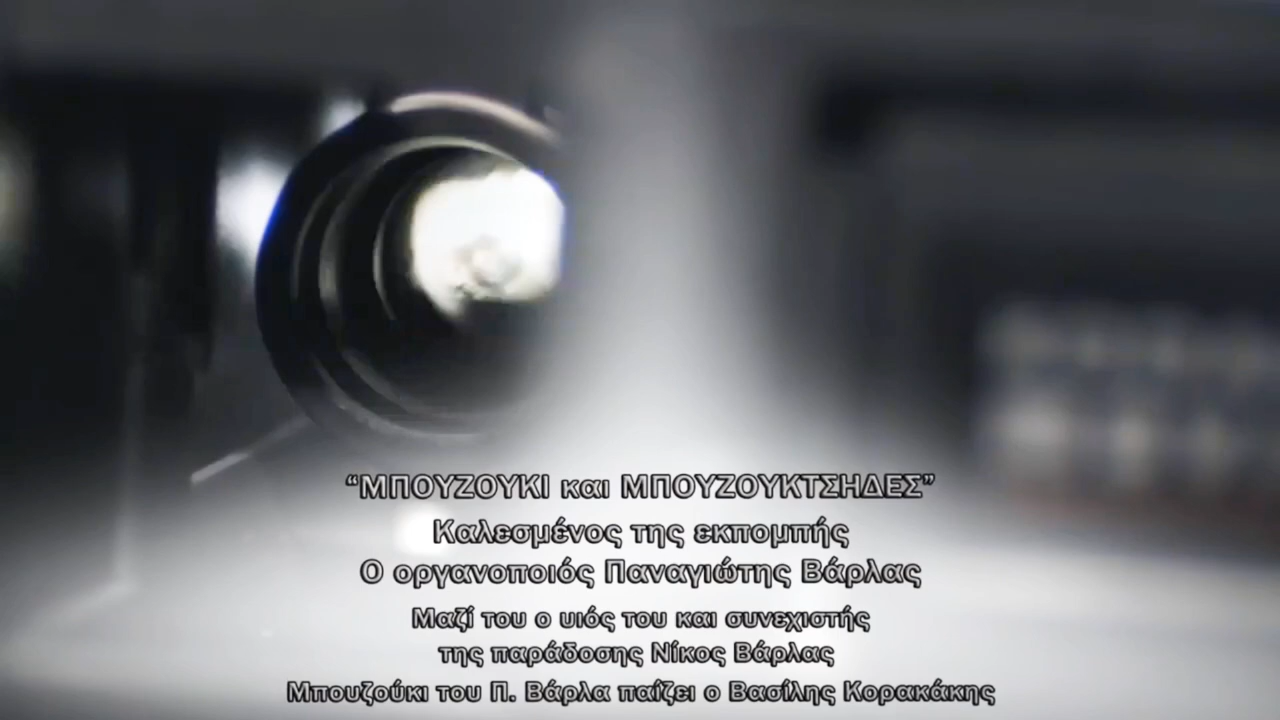 “ΜΠΟΥΖΟΥΚΙ και ΜΠΟΥΖΟΥΚΤΣΗΔΕΣ”
Καλεσμένος της εκπομπής
Ο οργανοποιός Παναγιώτης Βάρλας
Μαζί του ο υιός του και συνεχιστής
της παράδοσης Νίκος Βάρλας
Μπουζούκι του Π. Βάρλα παίζει ο Βασίλης Κορακάκης